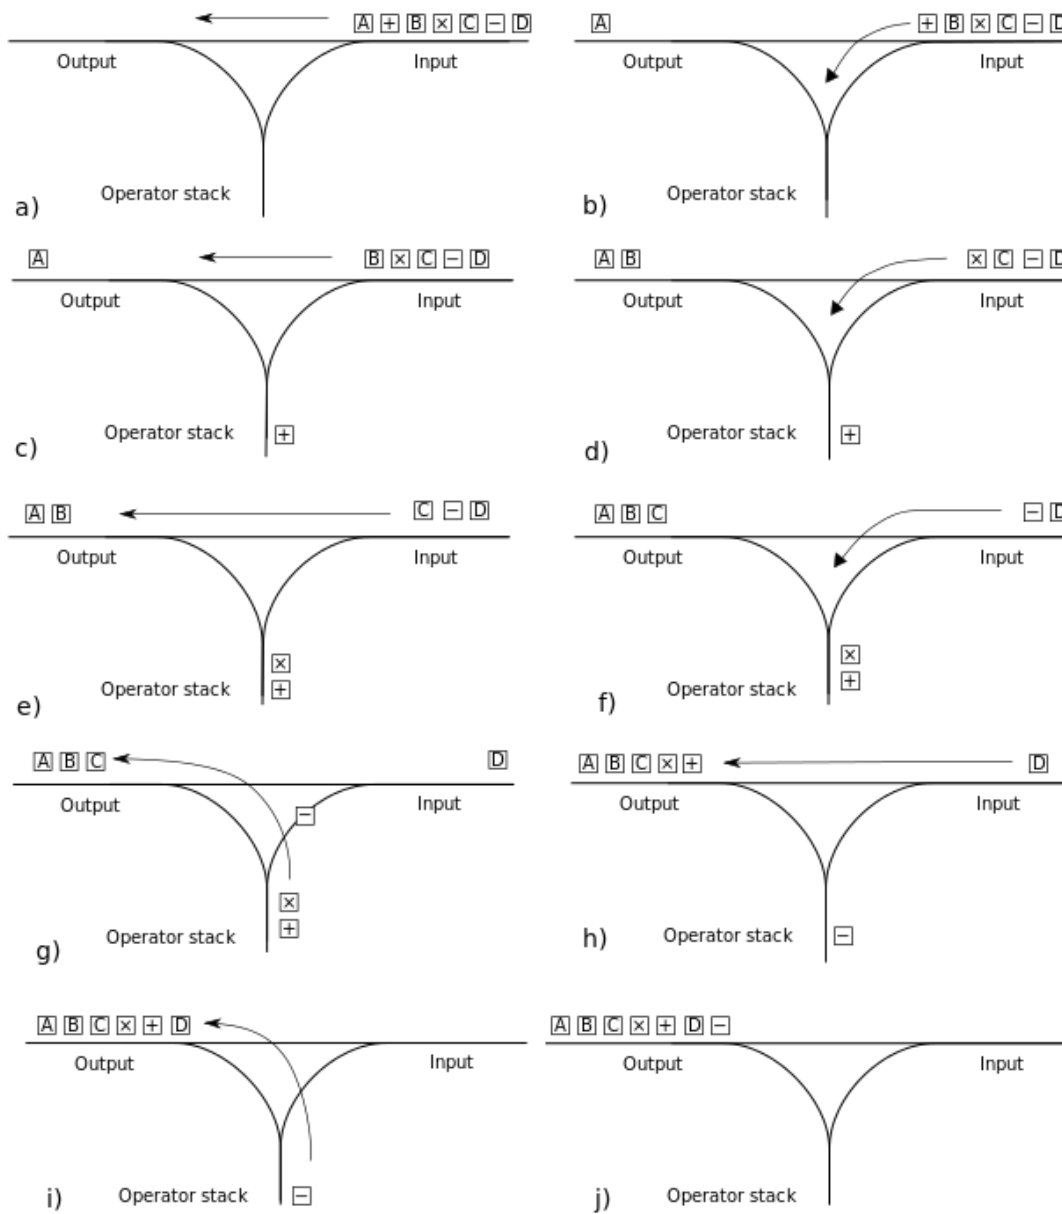 A + B × C − D
Output
Input
Operator stack
a)
A
+ B × C − D
Output
Input
Operator stack
b)
A
B × C − D
Output
Input
Operator stack
+
c)
A B
× C − D
Output
Input
Operator stack
+
d)
A B
C − D
Output
Input
×
Operator stack
+
e)
A B C
− D
Output
Input
×
Operator stack
+
f)
A B C
D
Output
Input
−
×
+
Operator stack
g)
A B C × +
D
Output
Input
Operator stack
−
h)
A B C × + D
Output
Input
Operator stack
−
i)
A B C × + D −
Output
Input
Operator stack
j)